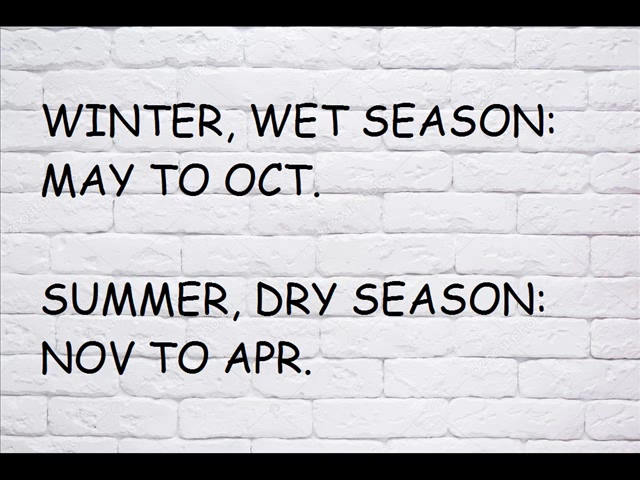 WINTER, WET SEASON:
MAY TO OCT.
SUMMER, DRY SEASON:
NOV TO APR.